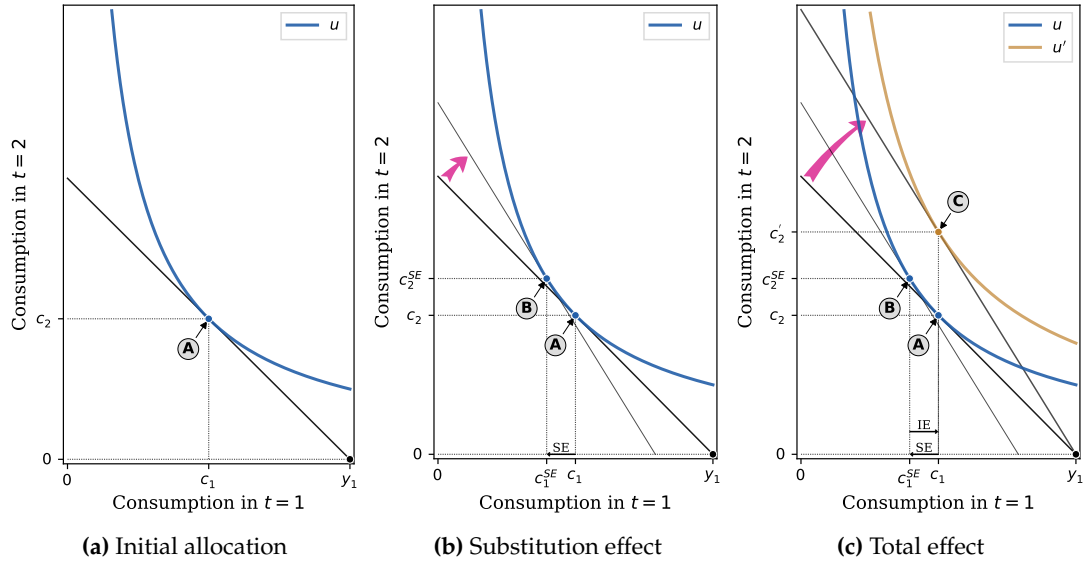 u
Consumption in t = 2
c₂
A
0
0
c₁
y₁
Consumption in t = 1
(a) Initial allocation
u
Consumption in t = 2
c₂^SE
c₂
B
A
SE
0
0
c₁^SE
c₁
y₁
Consumption in t = 1
(b) Substitution effect
u
u′
Consumption in t = 2
C
c₂′
c₂^SE
c₂
B
A
IE
SE
0
0
c₁^SE
c₁
y₁
Consumption in t = 1
(c) Total effect